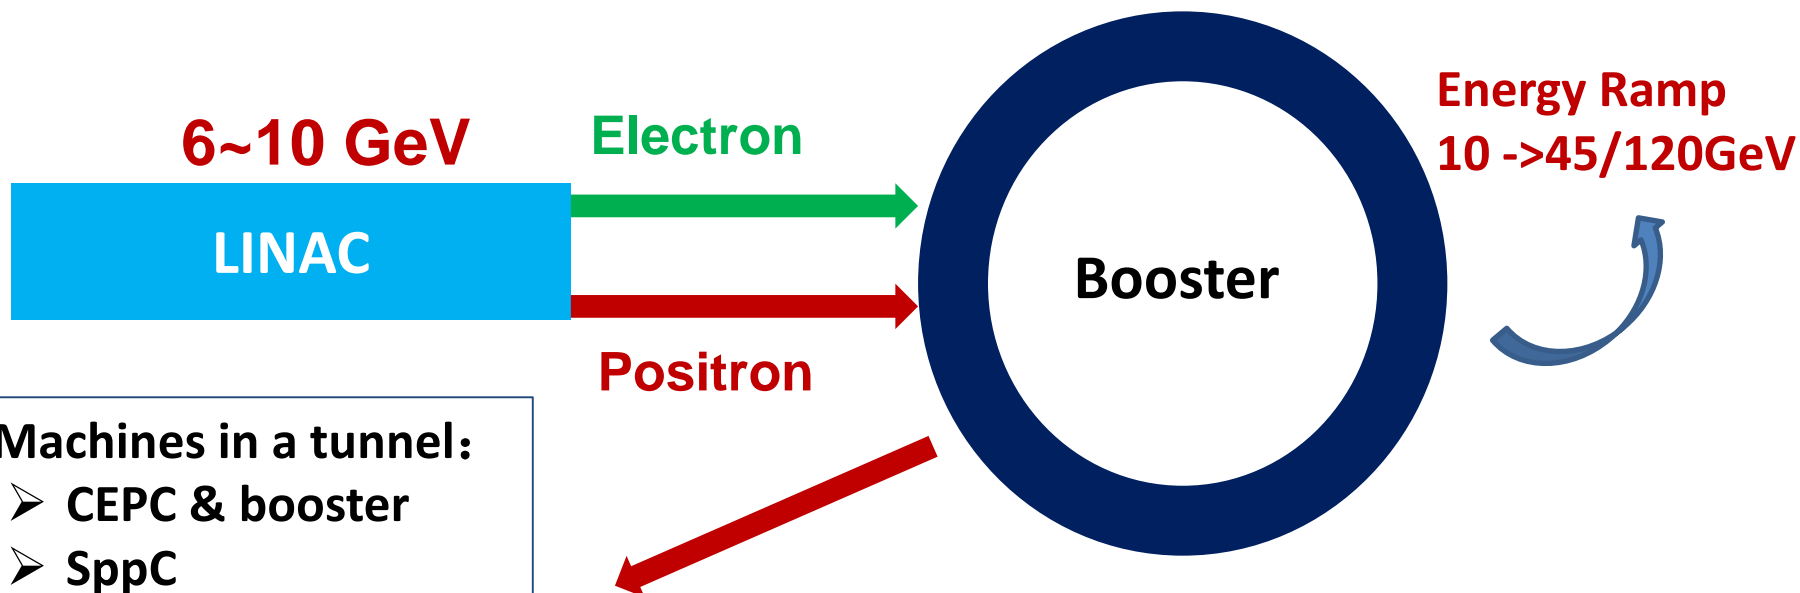 Energy Ramp
10 ->45/120GeV
6~10 GeV
Electron
LINAC
Booster
Positron
Machines in a tunnel：
➢ CEPC & booster
➢ SppC